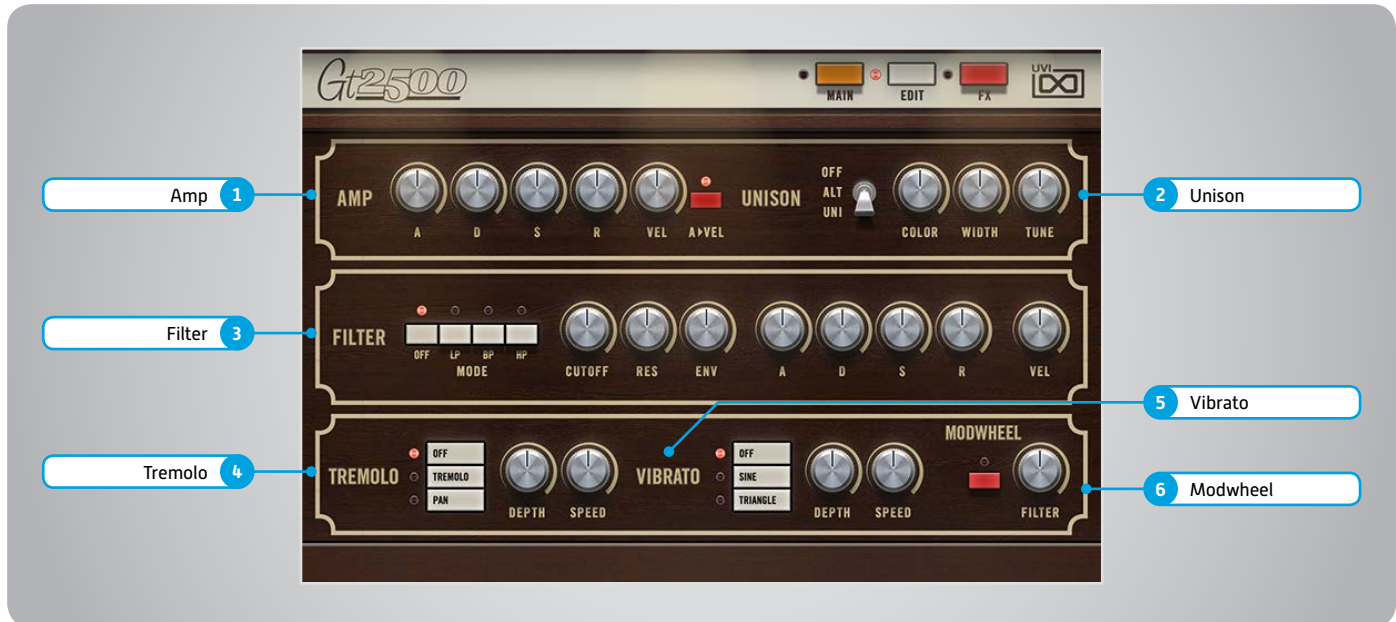 Gt2500
UVI
MAIN EDIT FX
Amp 1
AMP
A D S R VEL A▸VEL
UNISON
OFF
ALT
UNI
COLOR WIDTH TUNE
2 Unison
Filter 3
FILTER
OFF LP BP HP
MODE
CUTOFF RES ENV A D S R VEL
5 Vibrato
Tremolo 4
TREMOLO
OFF
TREMOLO
PAN
DEPTH SPEED
VIBRATO
OFF
SINE
TRIANGLE
DEPTH SPEED
MODWHEEL
FILTER
6 Modwheel